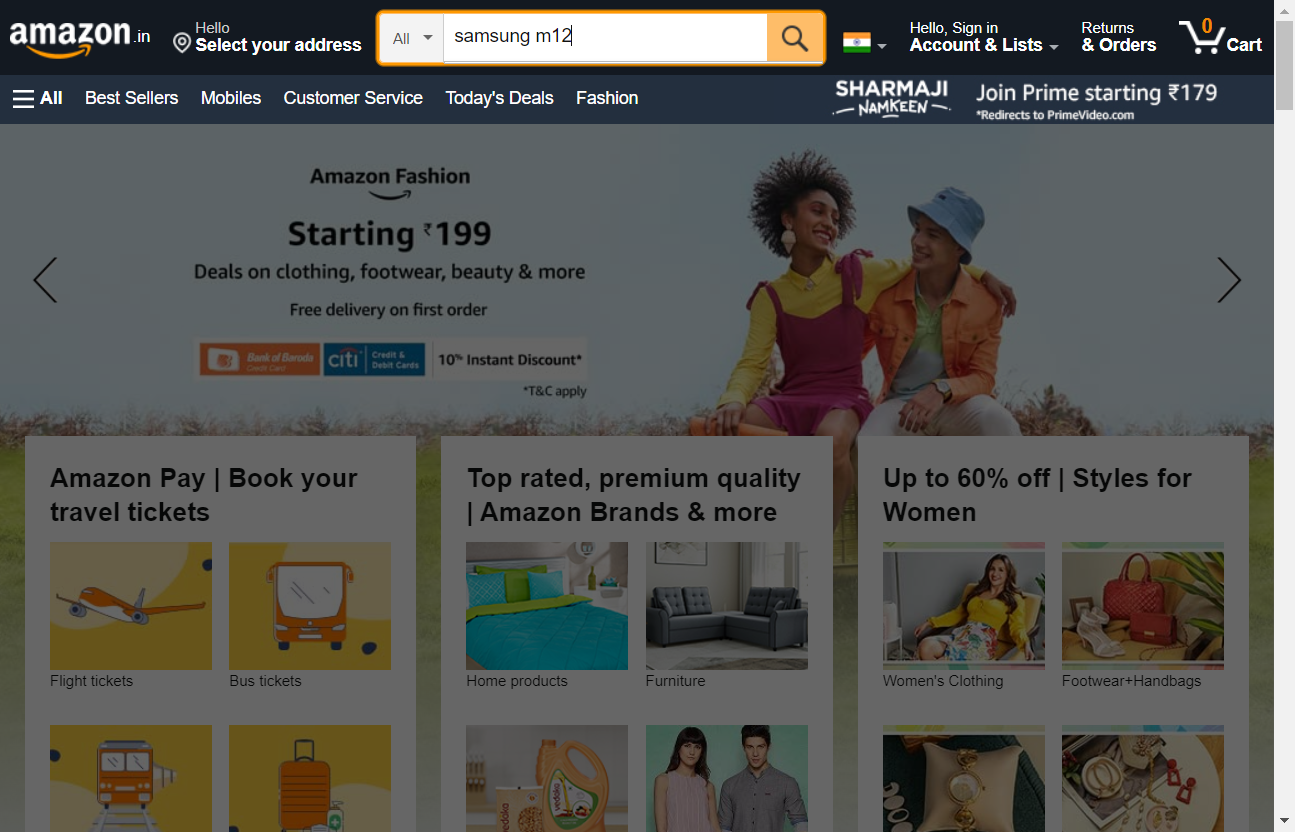 amazon.in
Hello
Select your address
All
samsung m12
Hello, Sign in
Account & Lists
Returns
& Orders
0
Cart
All
Best Sellers
Mobiles
Customer Service
Today's Deals
Fashion
SHARMAJI
NAMKEEN
Join Prime starting ₹179
*Redirects to PrimeVideo.com
Amazon Fashion
Starting ₹199
Deals on clothing, footwear, beauty & more
Free delivery on first order
Bank of Baroda
Credit Card
citi
Credit &
Debit Cards
10% Instant Discount*
*T&C apply
Amazon Pay | Book your
travel tickets
Flight tickets
Bus tickets
Top rated, premium quality
| Amazon Brands & more
Home products
Furniture
vedaka
vedaka
Up to 60% off | Styles for
Women
Women's Clothing
Footwear+Handbags